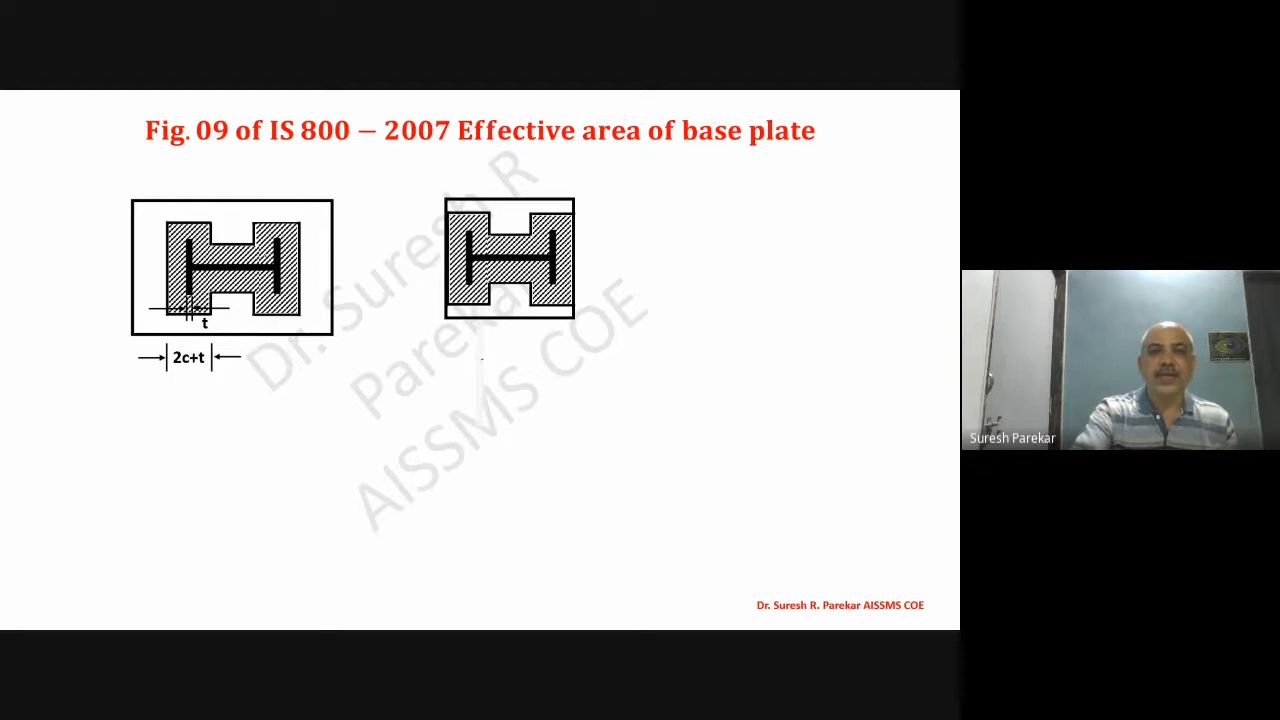 Fig. 09 of IS 800 − 2007 Effective area of base plate
t
2c+t
Dr. Suresh R
Parekar
AISSMS COE
Suresh Parekar
Dr. Suresh R. Parekar AISSMS COE